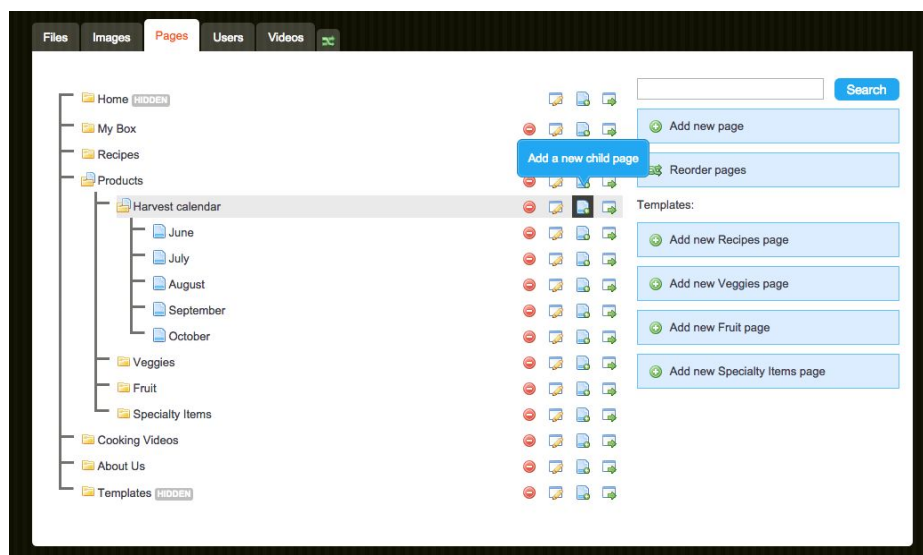 Files Images Pages Users Videos
Home HIDDEN
Search
My Box
Add new page
Recipes
Add a new child page
Products
Reorder pages
Harvest calendar
Templates:
June
Add new Recipes page
July
August
Add new Veggies page
September
October
Add new Fruit page
Veggies
Add new Specialty Items page
Fruit
Specialty Items
Cooking Videos
About Us
Templates HIDDEN